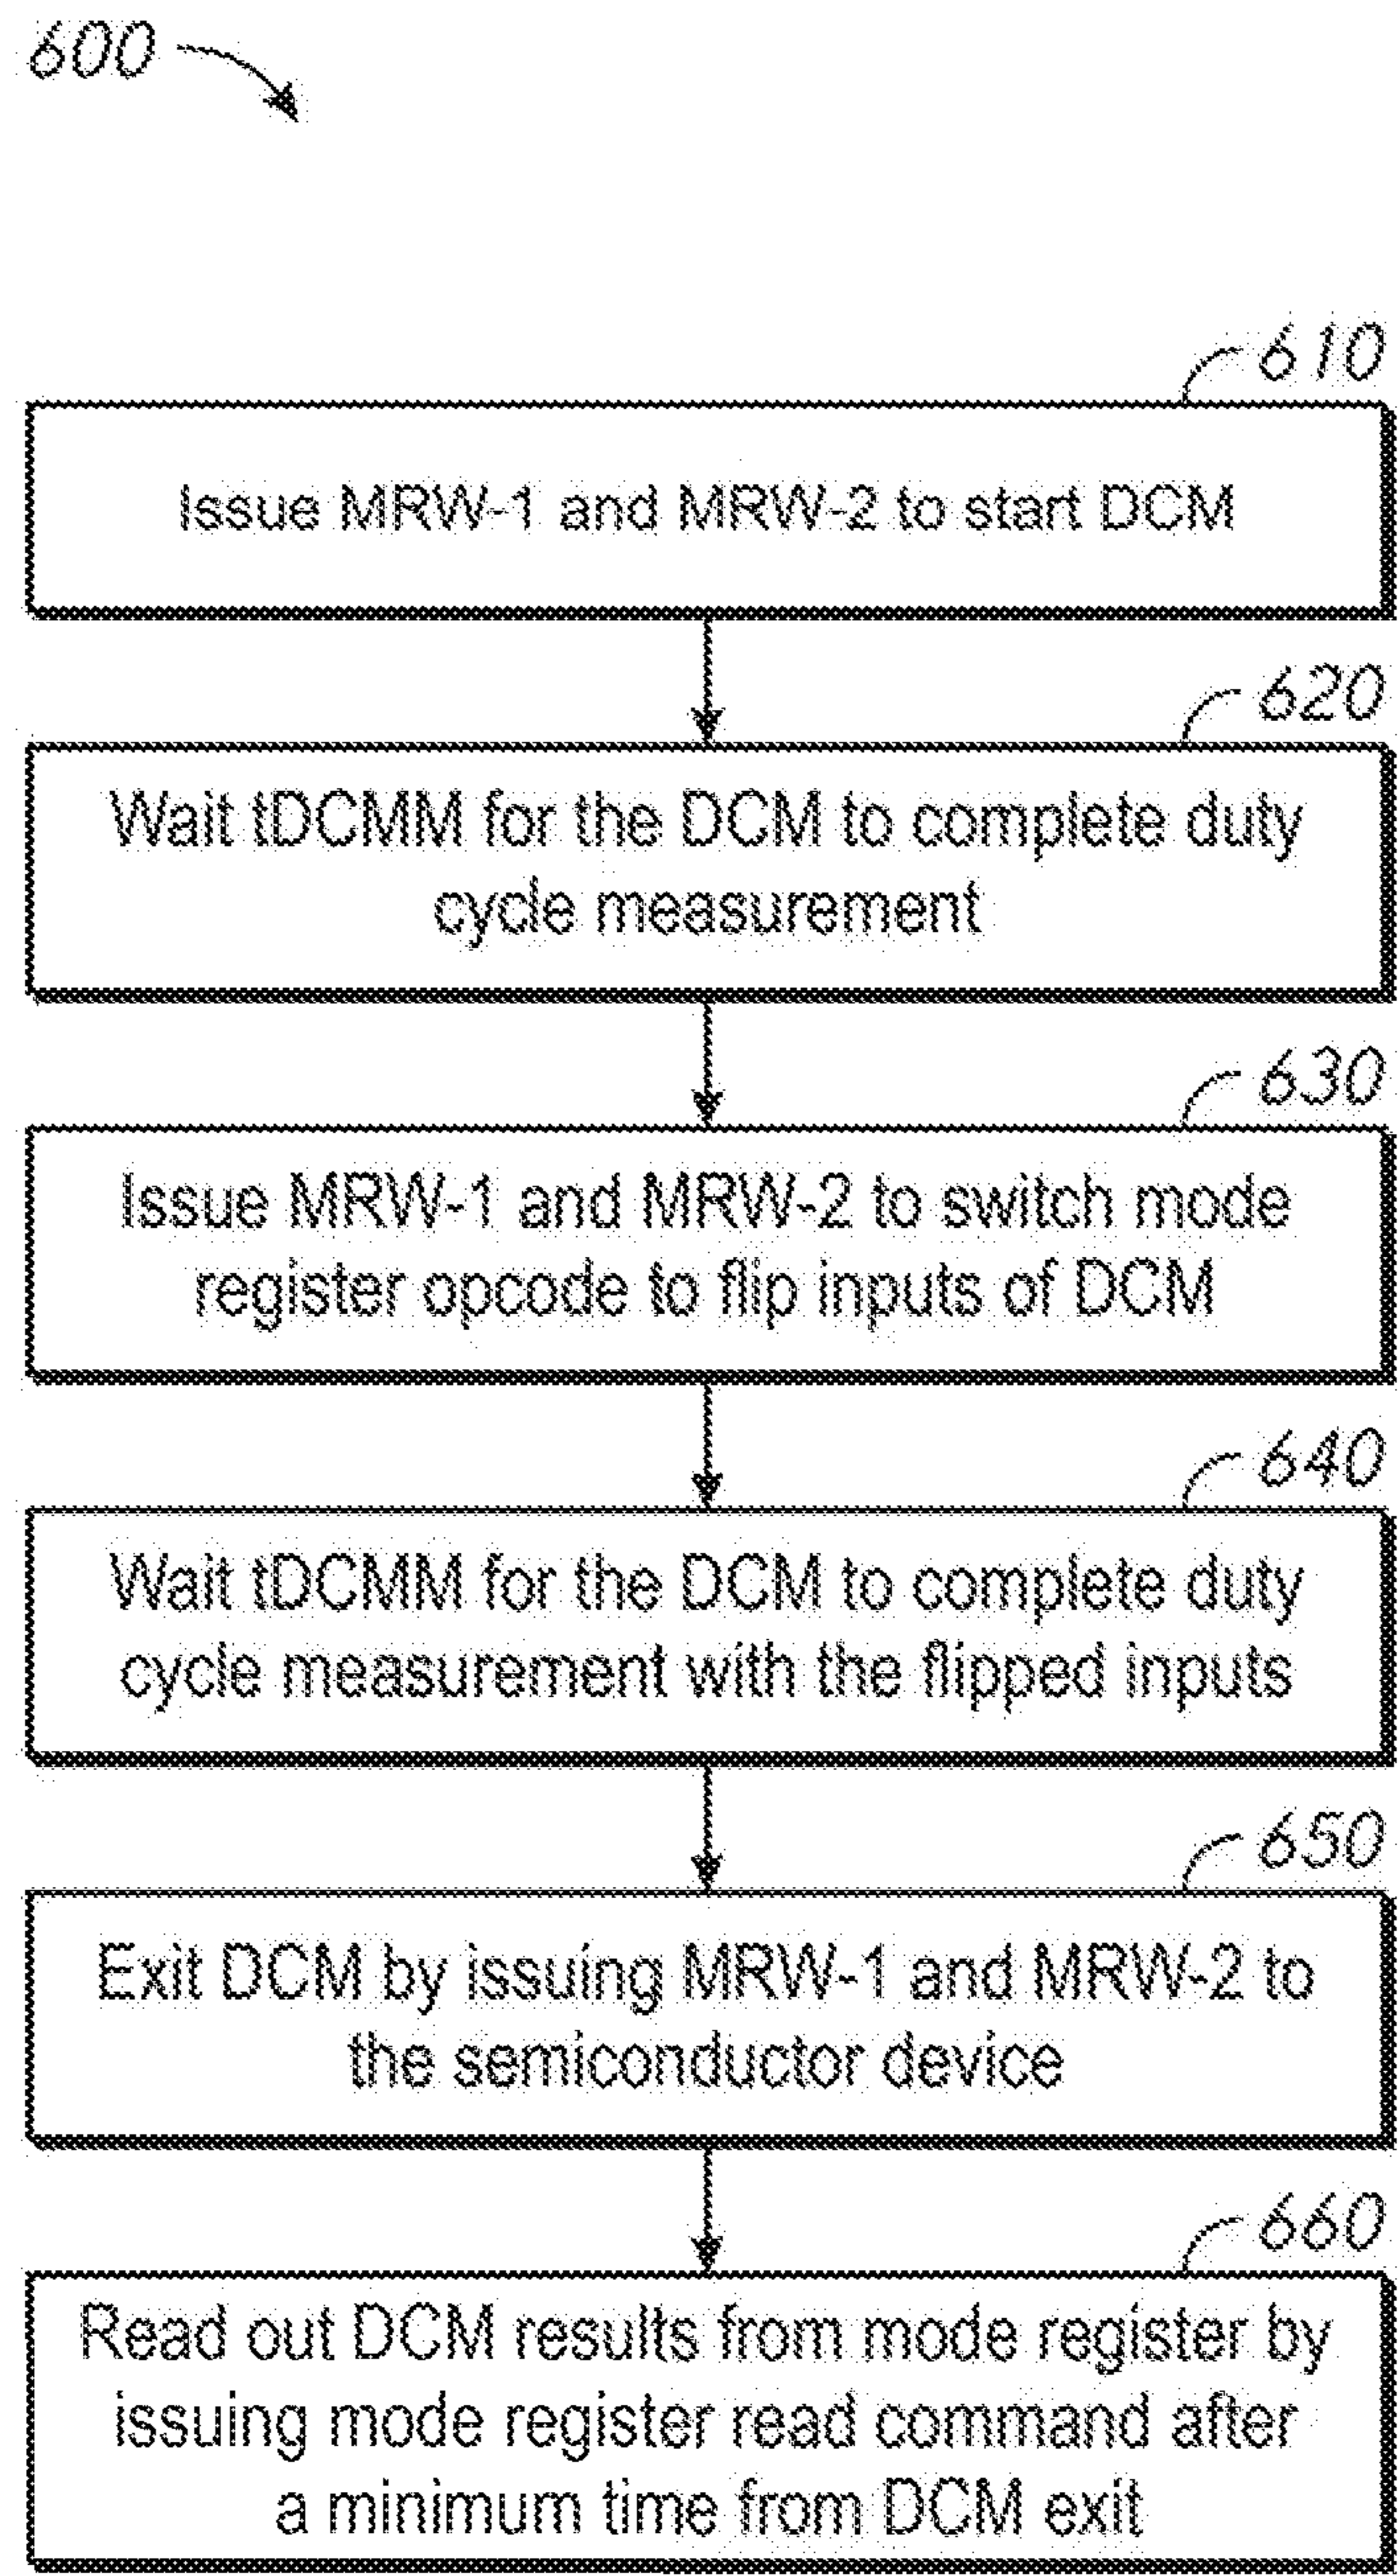 600
610
Issue MRW-1 and MRW-2 to start DCM
620
Wait tDCMM for the DCM to complete duty
cycle measurement
630
Issue MRW-1 and MRW-2 to switch mode
register opcode to flip inputs of DCM
640
Wait tDCMM for the DCM to complete duty
cycle measurement with the flipped inputs
650
Exit DCM by issuing MRW-1 and MRW-2 to
the semiconductor device
660
Read out DCM results from mode register by
issuing mode register read command after
a minimum time from DCM exit